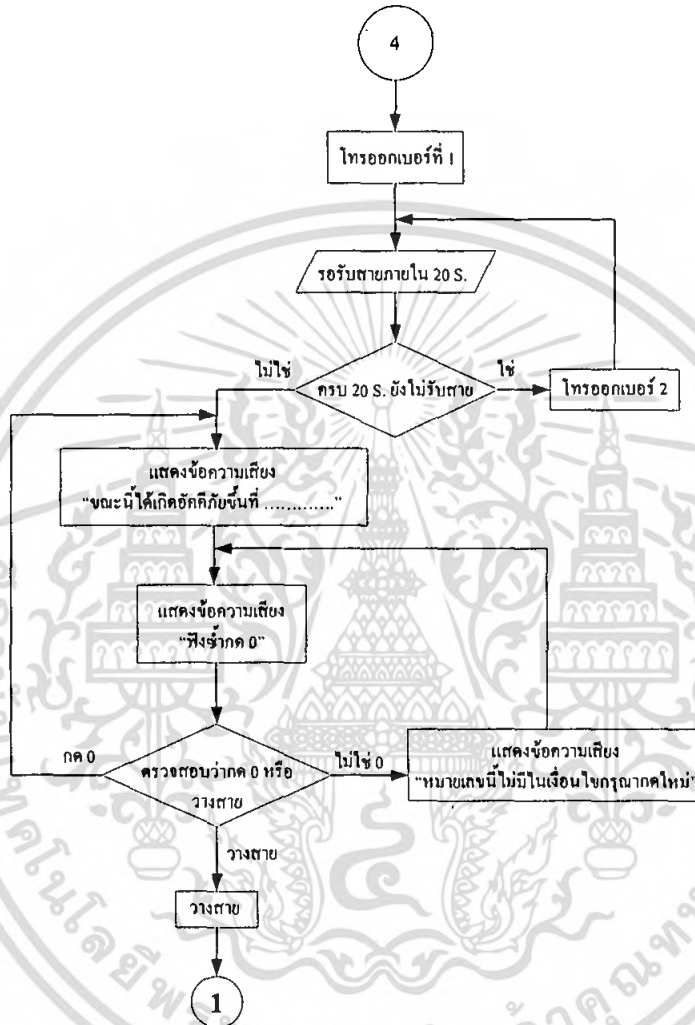 4
โทรออกเบอร์ที่ 1
รอรับสายภายใน 20 S.
ไม่ใช่
ครบ 20 S. ยังไม่รับสาย
ใช่
โทรออกเบอร์ 2
แสดงข้อความเสียง
"ขณะนี้ได้เกิดอัคคีภัยขึ้นที่ ............."
แสดงข้อความเสียง
"ฟังซ้ำกด 0"
กด 0
ตรวจสอบว่ากด 0 หรือ
วางสาย
ไม่ใช่ 0
แสดงข้อความเสียง
"หมายเลขนี้ไม่มีในเงื่อนไขกรุณากดใหม่"
วางสาย
วางสาย
1